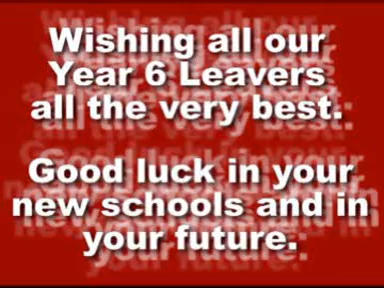 Wishing all our
Year 6 Leavers
all the very best.
Good luck in your
new schools and in
your future.